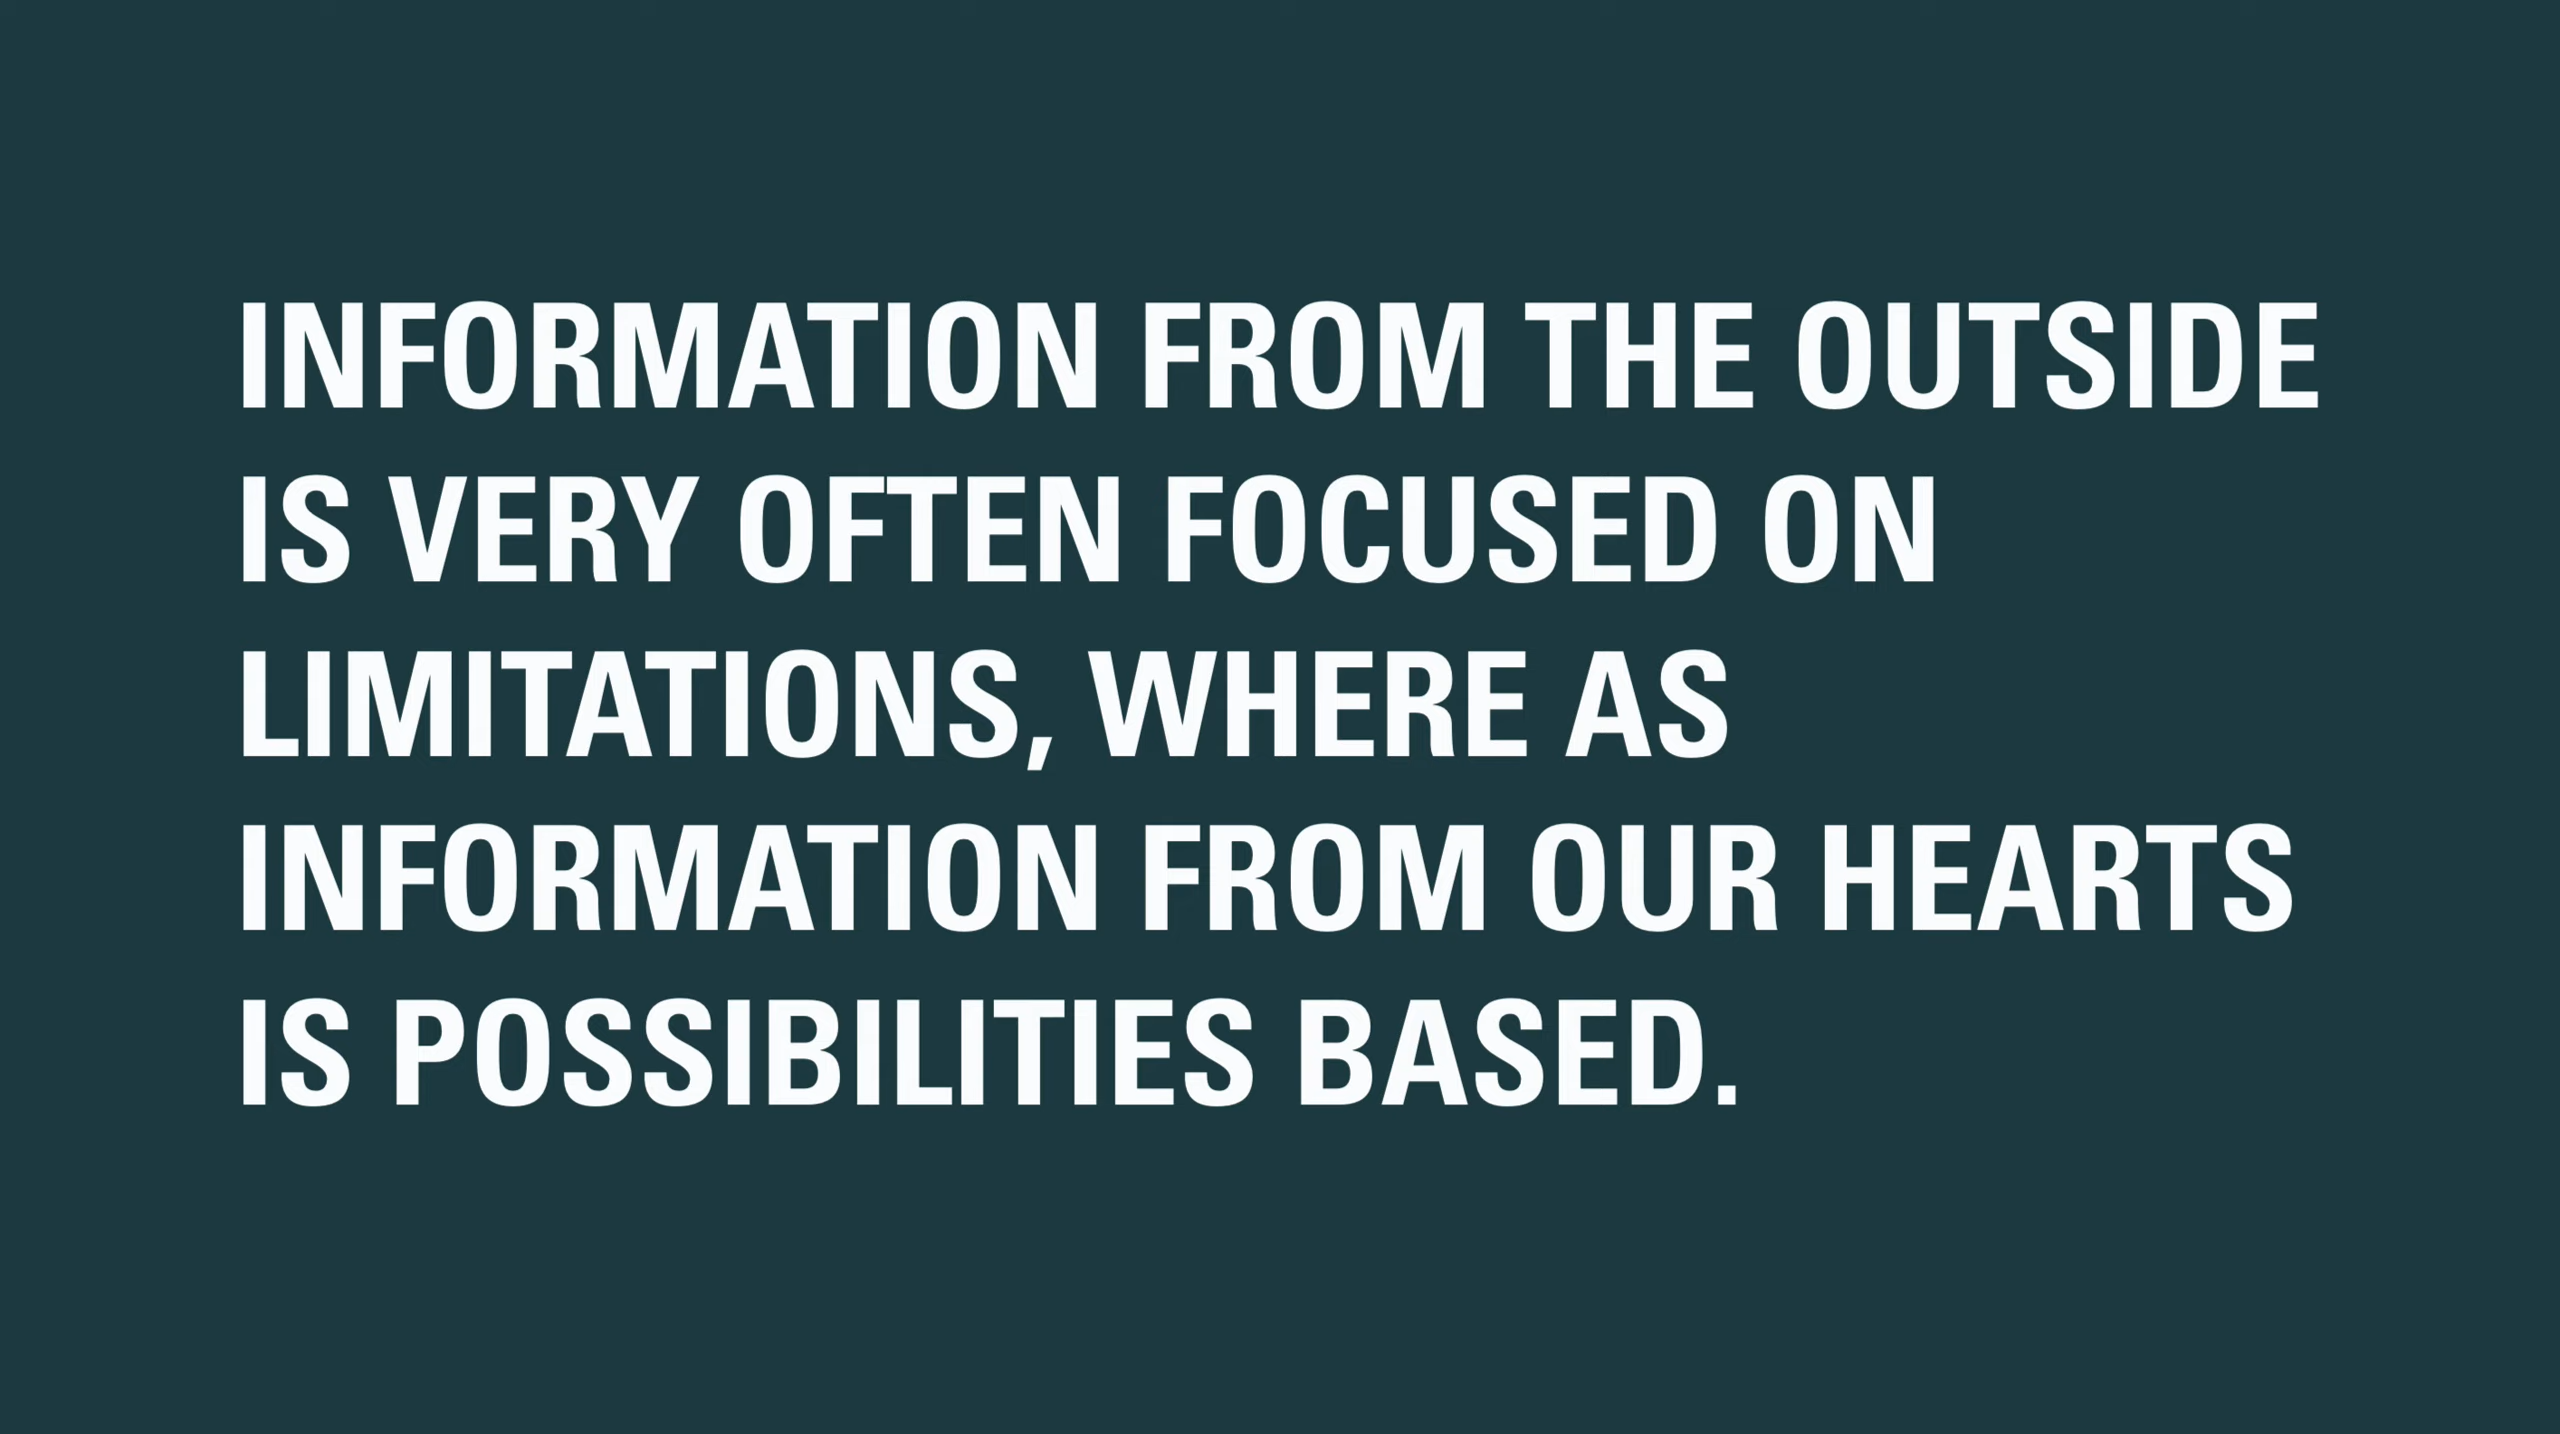 INFORMATION FROM THE OUTSIDE
IS VERY OFTEN FOCUSED ON
LIMITATIONS, WHERE AS
INFORMATION FROM OUR HEARTS
IS POSSIBILITIES BASED.